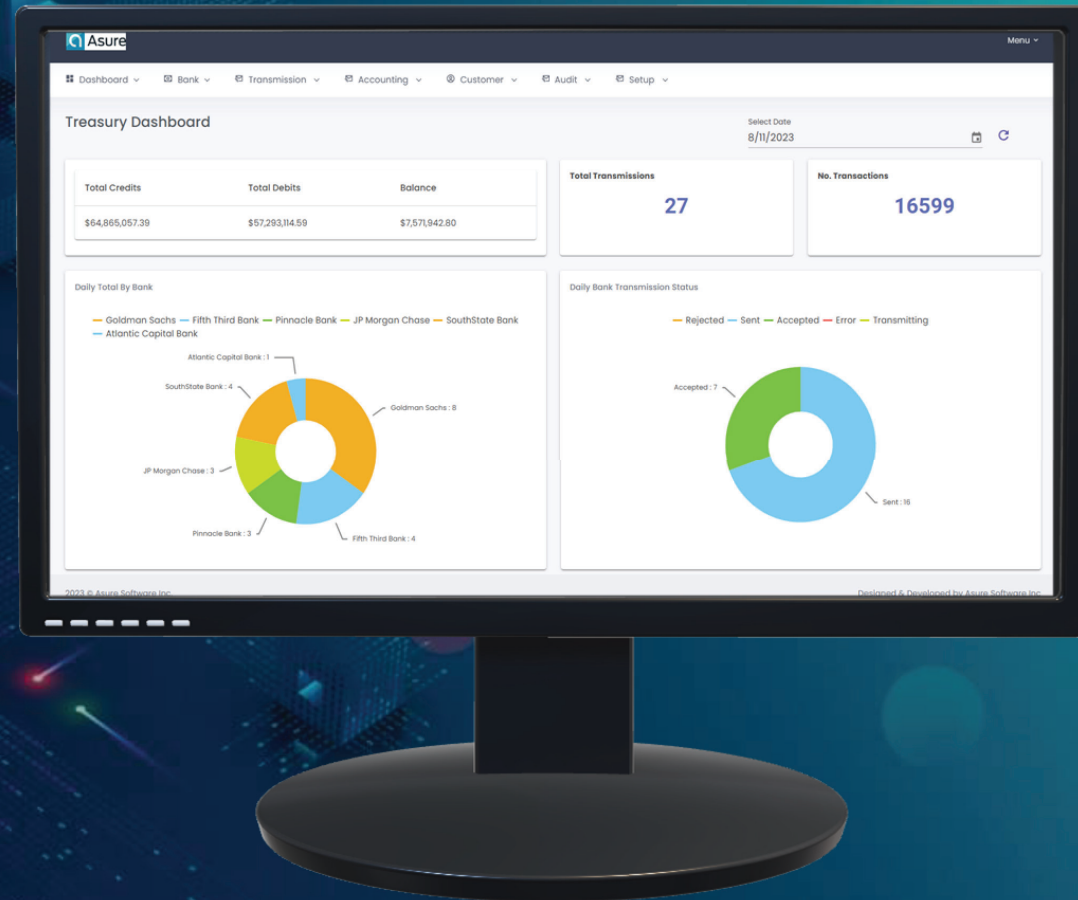 Asure
Menu
Dashboard
Bank
Transmission
Accounting
Customer
Audit
Setup
Treasury Dashboard
Select Date
8/11/2023
Total Credits Total Debits Balance
$64,865,057.39 $57,293,114.59 $7,571,942.80
Total Transmissions
27
No. Transactions
16599
Daily Total By Bank
Goldman Sachs Fifth Third Bank Pinnacle Bank JP Morgan Chase SouthState Bank
Atlantic Capital Bank
Atlantic Capital Bank : 1
SouthState Bank : 4
Goldman Sachs : 8
JP Morgan Chase : 3
Pinnacle Bank : 3
Fifth Third Bank : 4
Daily Bank Transmission Status
Rejected Sent Accepted Error Transmitting
Accepted : 7
Sent : 16
2023 © Asure Software Inc.
Designed & Developed by Asure Software Inc